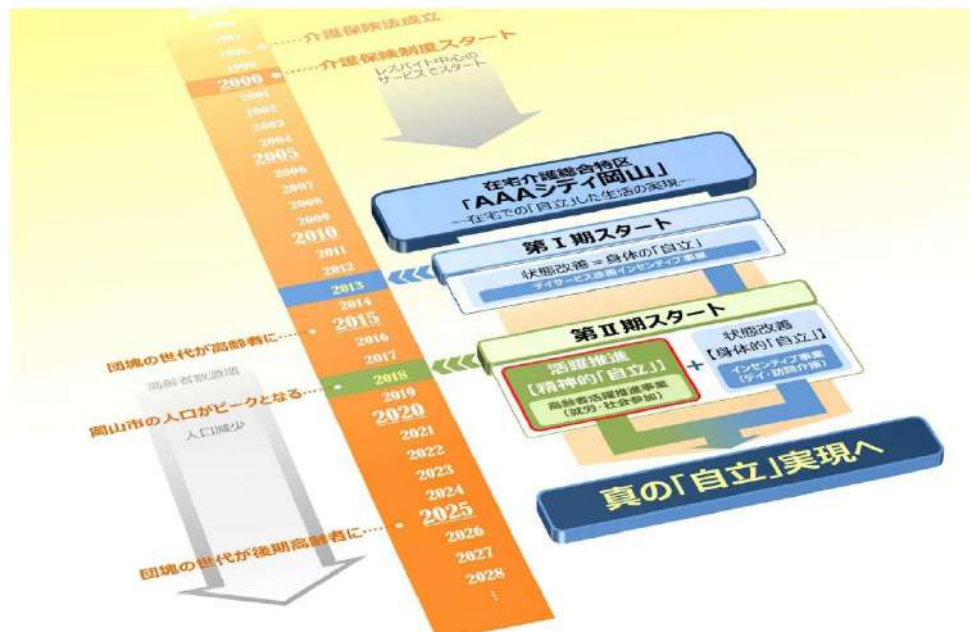 1998
1999
2000
2001
2002
2003
2004
2005
2006
2007
2008
2009
2010
2011
2012
2013
2014
2015
2016
2017
2018
2019
2020
2021
2022
2023
2024
2025
2026
2027
2028
⋮
介護保険法成立
介護保険制度スタート
レスパイト中心の
サービスでスタート
在宅介護総合特区
「AAAシティ岡山」
―在宅での「自立」した生活の実現―
第Ⅰ期スタート
状態改善＝身体の「自立」
デイサービス改善インセンティブ事業
第Ⅱ期スタート
活躍推進
【精神的「自立」】
高齢者活躍推進事業
(就労・社会参加)
+
状態改善
【身体的「自立」】
インセンティブ事業
(デイ・訪問介護)
真の「自立」実現へ
団塊の世代が高齢者に
高齢者数激増
岡山市の人口がピークとなる
人口減少
団塊の世代が後期高齢者に